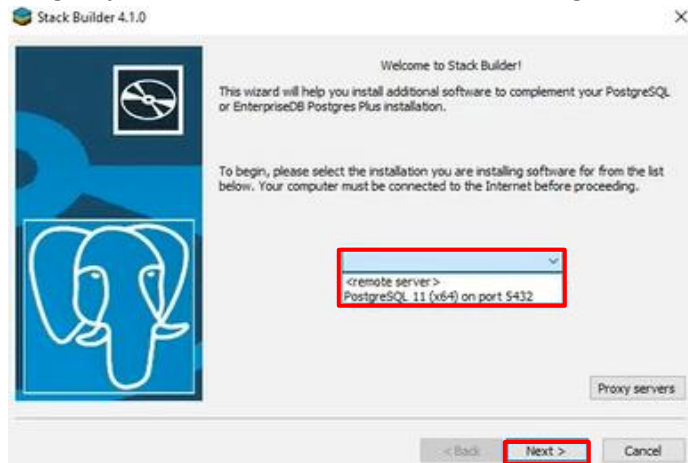 Stack Builder 4.1.0
Welcome to Stack Builder!
This wizard will help you install additional software to complement your PostgreSQL
or EnterpriseDB Postgres Plus installation.
To begin, please select the installation you are installing software for from the list
below. Your computer must be connected to the Internet before proceeding.
<remote server>
PostgreSQL 11 (x64) on port 5432
Proxy servers
< Back Next > Cancel